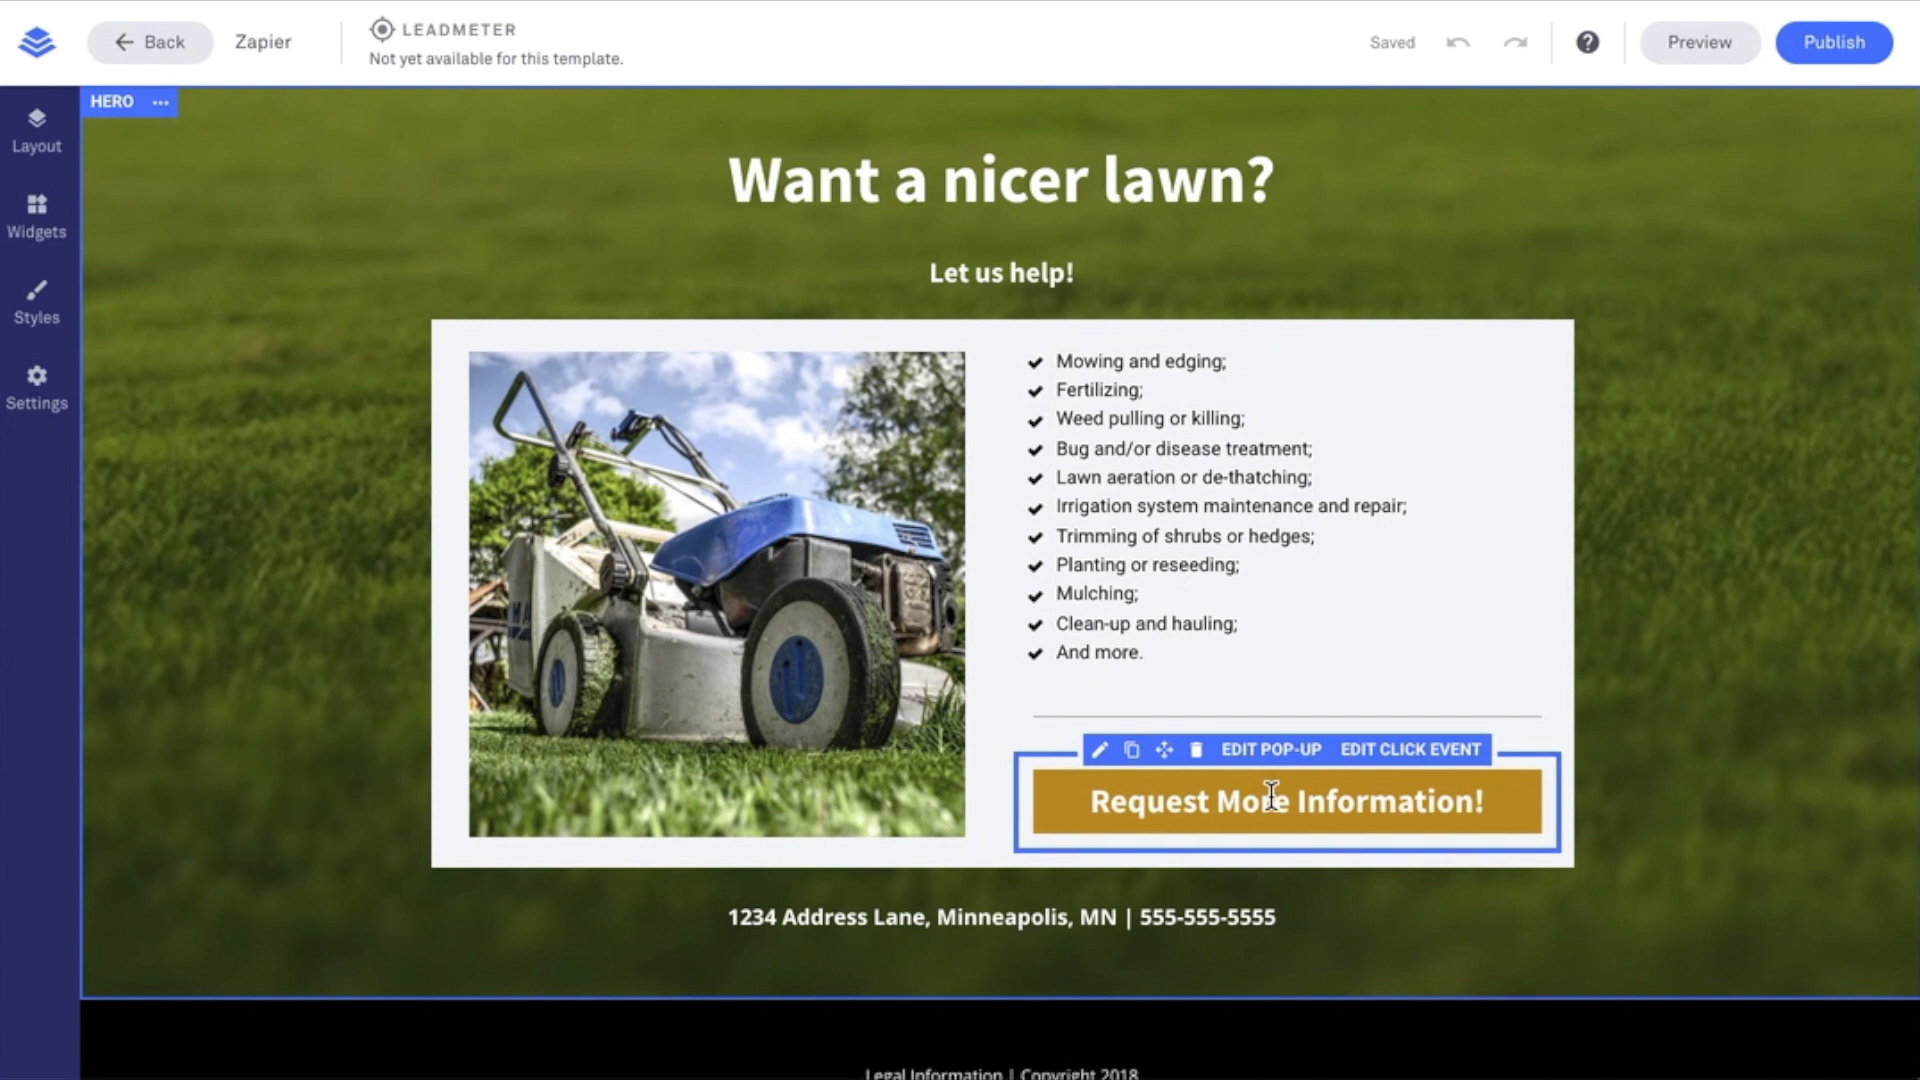 Back
Zapier
LEADMETER
Not yet available for this template.
Saved
Preview
Publish
HERO
Layout
Widgets
Styles
Settings
Want a nicer lawn?
Let us help!
Mowing and edging;
Fertilizing;
Weed pulling or killing;
Bug and/or disease treatment;
Lawn aeration or de-thatching;
Irrigation system maintenance and repair;
Trimming of shrubs or hedges;
Planting or reseeding;
Mulching;
Clean-up and hauling;
And more.
EDIT POP-UP EDIT CLICK EVENT
Request More Information!
1234 Address Lane, Minneapolis, MN | 555-555-5555
Legal Information | Copyright 2018